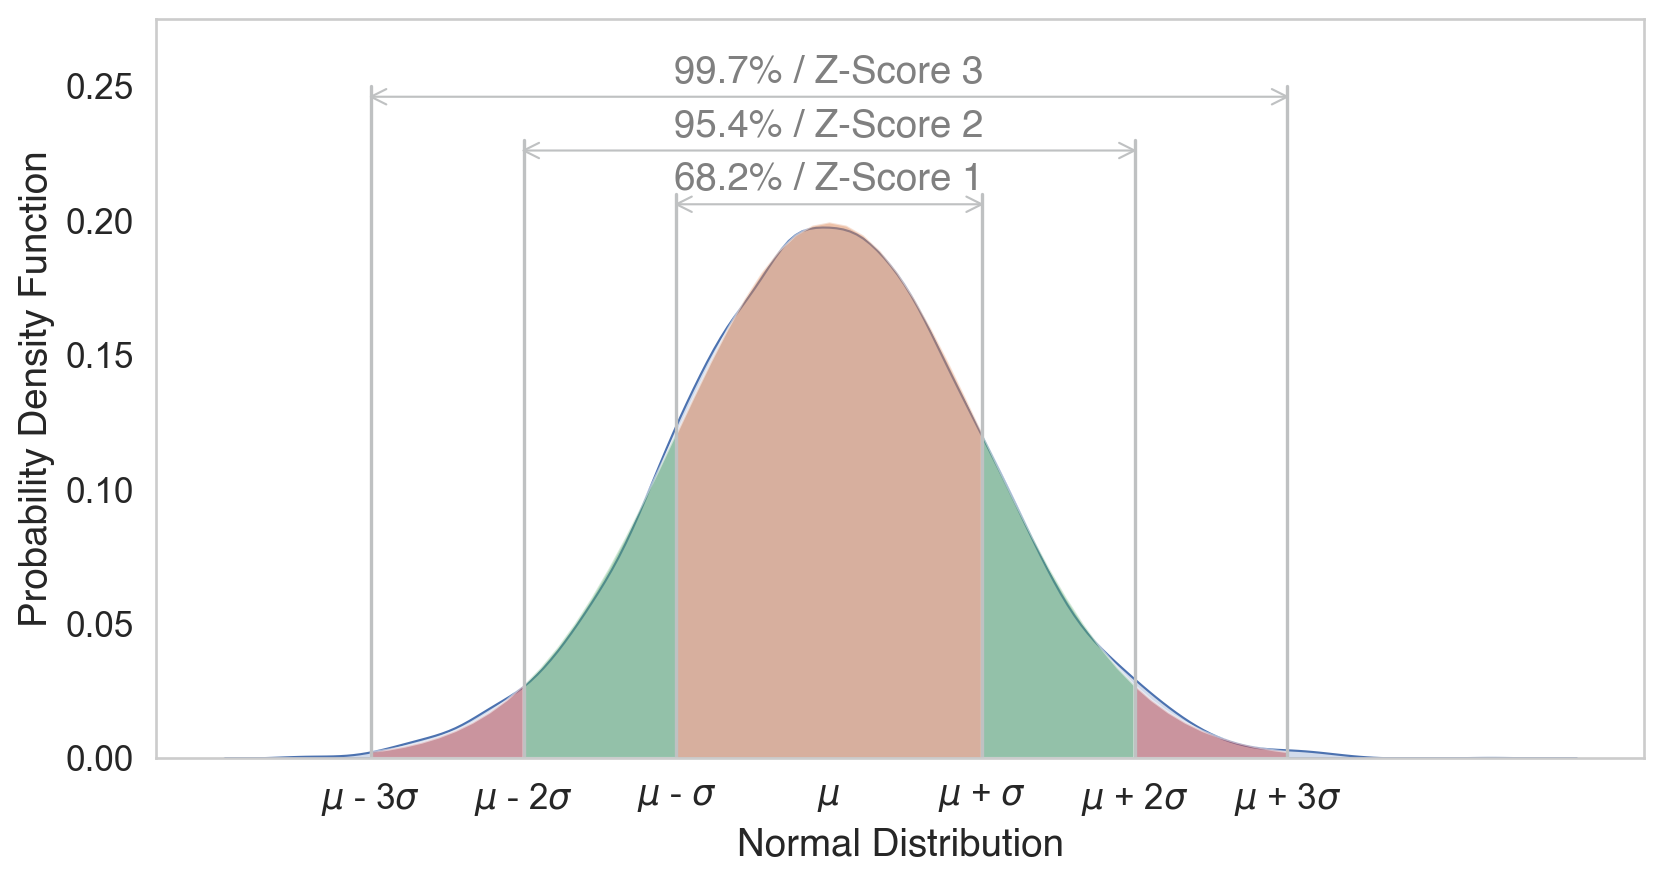 99.7% / Z-Score 3
95.4% / Z-Score 2
68.2% / Z-Score 1
Probability Density Function
0.25
0.20
0.15
0.10
0.05
0.00
μ - 3σ
μ - 2σ
μ - σ
μ
μ + σ
μ + 2σ
μ + 3σ
Normal Distribution